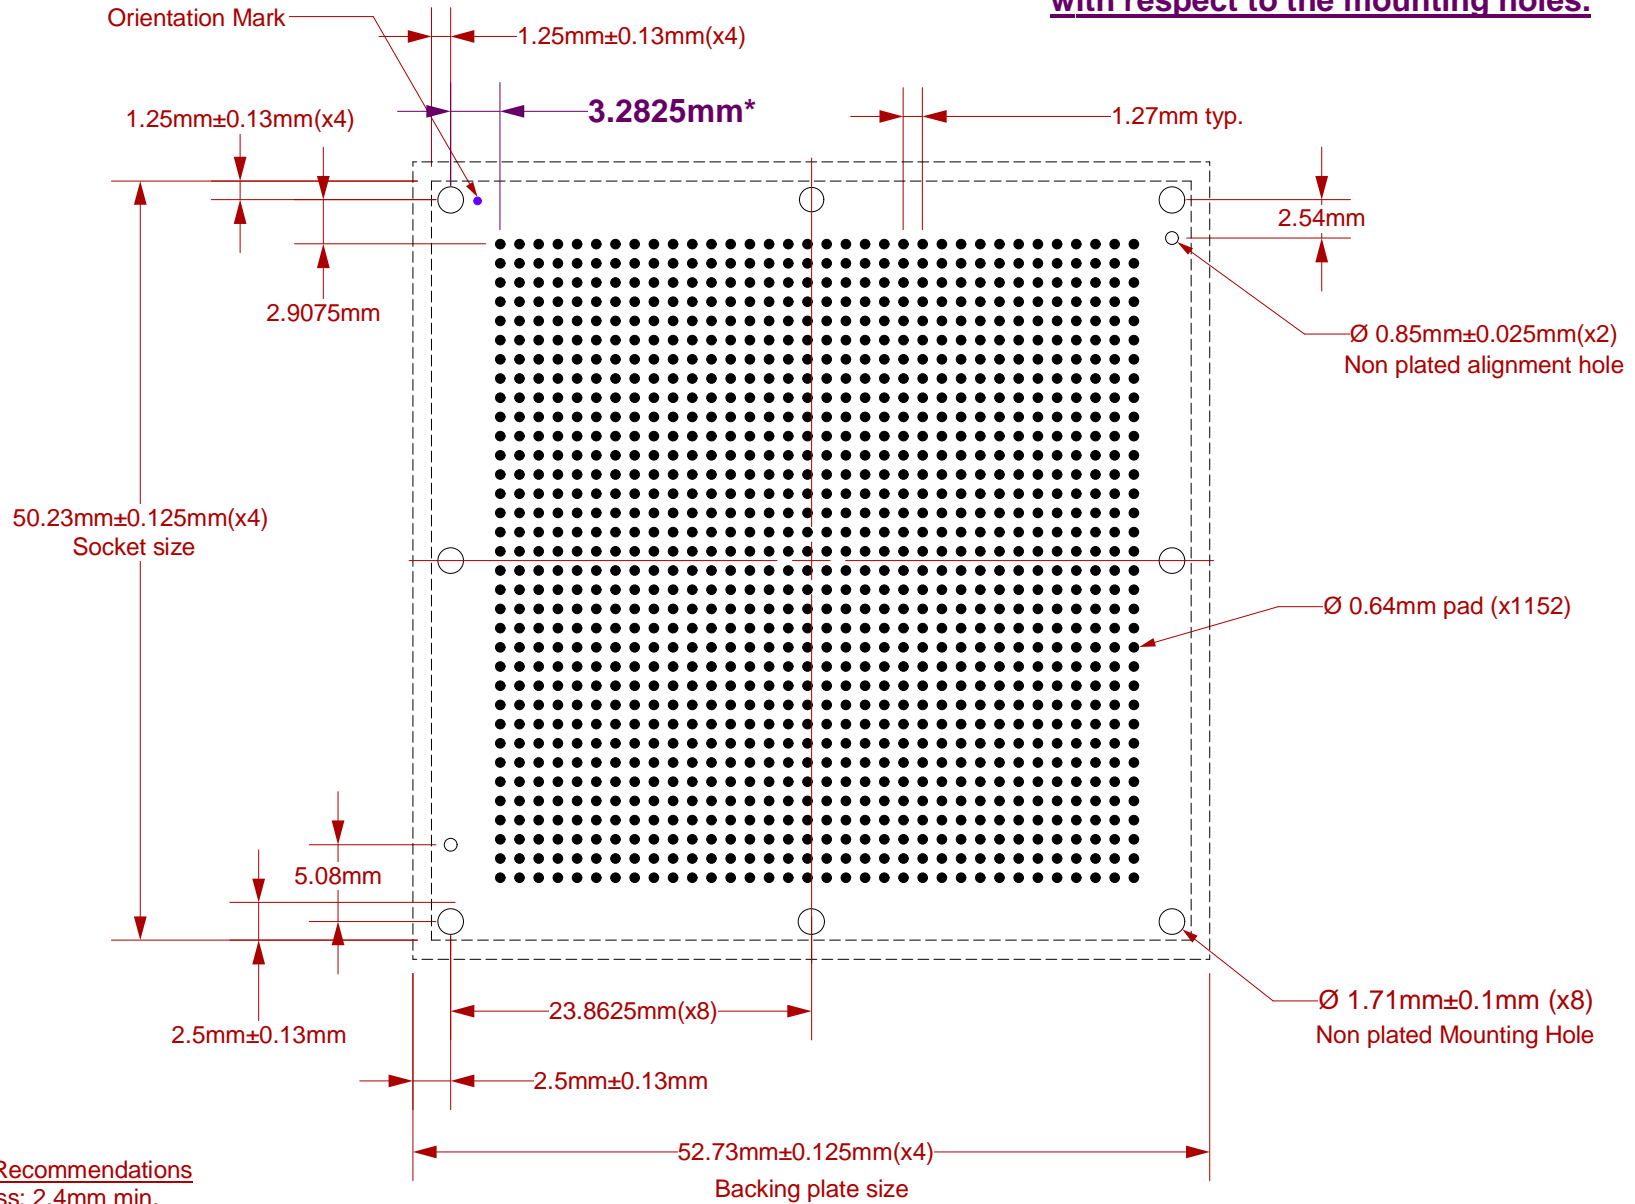 with respect to the mounting holes.
Orientation Mark
1.25mm±0.13mm(x4)
3.2825mm*
1.27mm typ.
1.25mm±0.13mm(x4)
2.54mm
2.9075mm
Ø 0.85mm±0.025mm(x2)
Non plated alignment hole
50.23mm±0.125mm(x4)
Socket size
Ø 0.64mm pad (x1152)
5.08mm
23.8625mm(x8)
Ø 1.71mm±0.1mm (x8)
Non plated Mounting Hole
2.5mm±0.13mm
2.5mm±0.13mm
52.73mm±0.125mm(x4)
Backing plate size
Recommendations
2.4mm min.